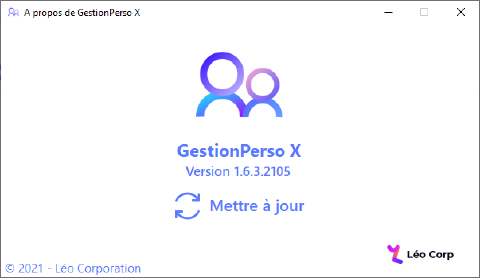 A propos de GestionPerso X
GestionPerso X
Version 1.6.3.2105
Mettre à jour
Léo Corp
© 2021 - Léo Corporation